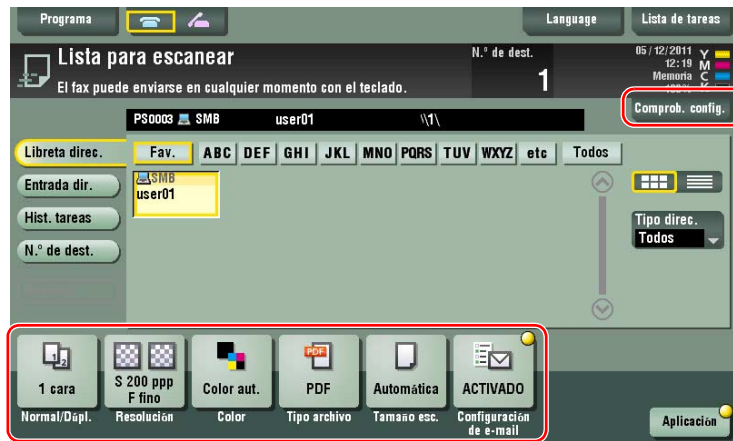 Programa
Language
Lista de tareas
Lista para escanear
N.º de dest.
05/12/2011
12:19
Memoria
100%
Y
M
C
K
El fax puede enviarse en cualquier momento con el teclado.
1
Comprob. config.
PS0003 SMB user01 \\1\
Libreta direc.
Fav. ABC DEF GHI JKL MNO PQRS TUV WXYZ etc Todos
Entrada dir.
SMB
user01
Hist. tareas
Tipo direc.
Todos
N.º de dest.
1 cara
S 200 ppp
F fino
Color aut.
PDF
PDF
Automática
ACTIVADO
Normal/Dúpl.
Resolución
Color
Tipo archivo
Tamaño esc.
Configuración
de e-mail
Aplicación